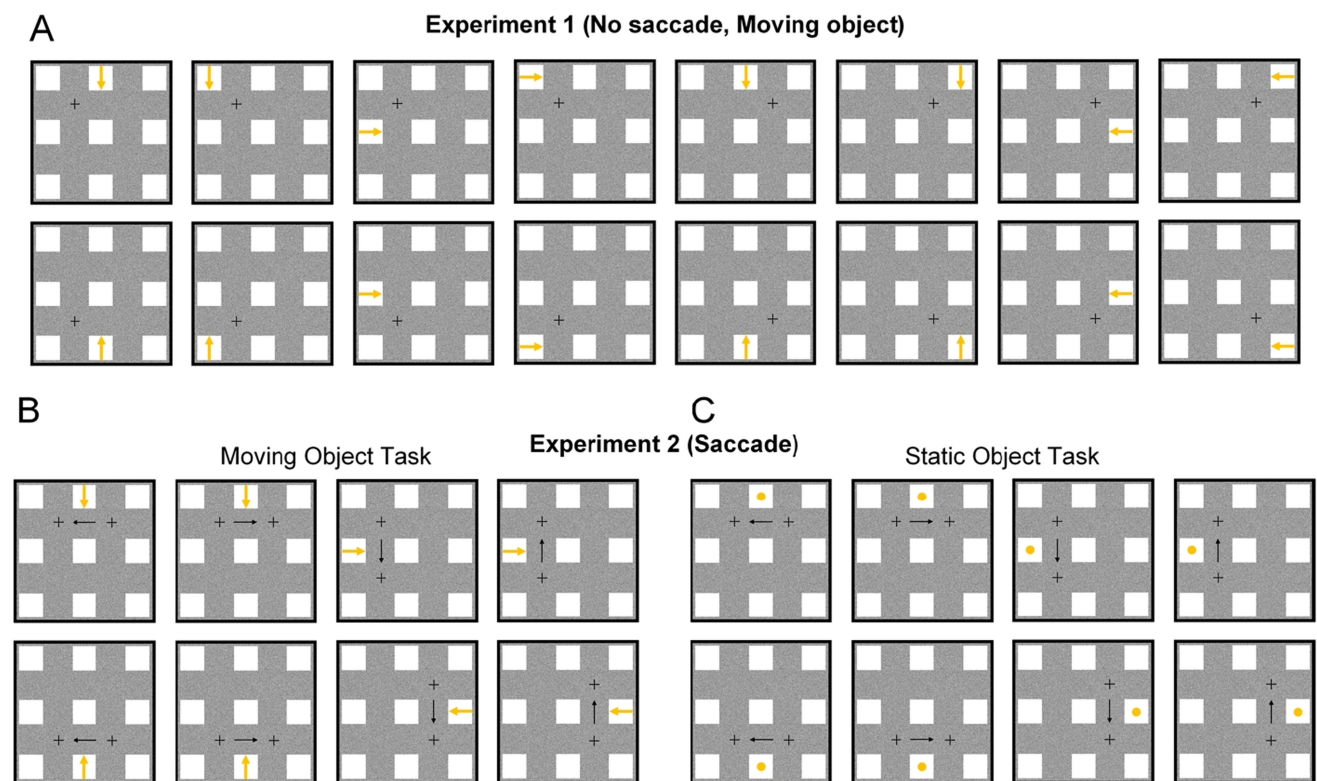 A
Experiment 1 (No saccade, Moving object)
B
C
Experiment 2 (Saccade)
Moving Object Task
Static Object Task